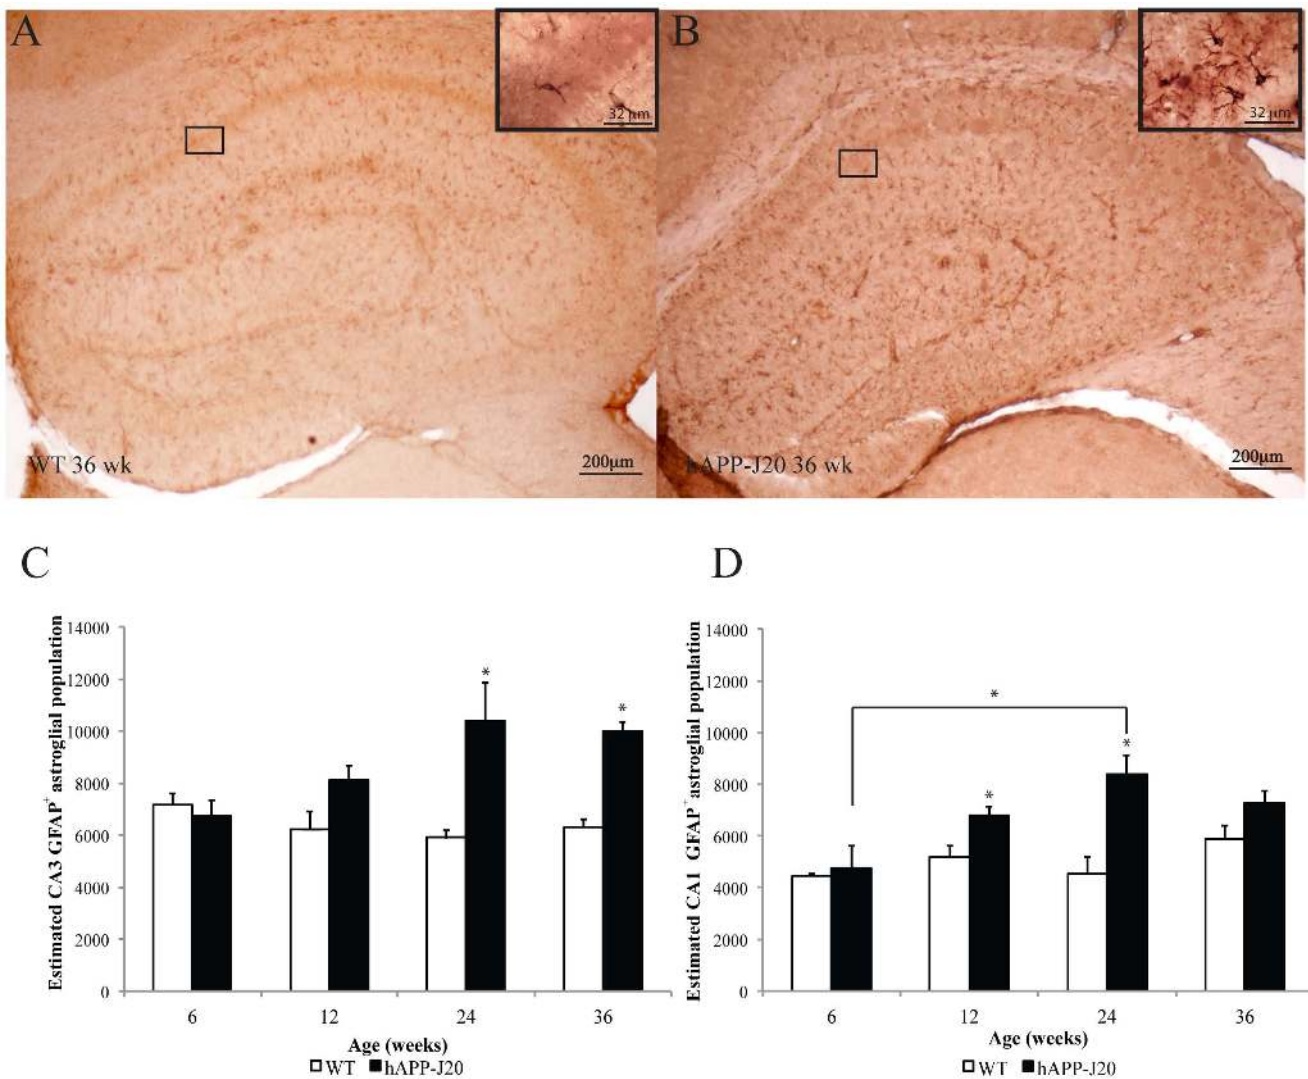 A
32 µm
WT 36 wk
200µm
B
32 µm
hAPP-J20 36 wk
200µm
C
Estimated CA3 GFAP+ astroglial population
14000
12000
10000
8000
6000
4000
2000
0
*
*
6 12 24 36
Age (weeks)
WT hAPP-J20
D
Estimated CA1 GFAP+ astroglial population
14000
12000
10000
8000
6000
4000
2000
0
*
*
*
6 12 24 36
Age (weeks)
WT hAPP-J20